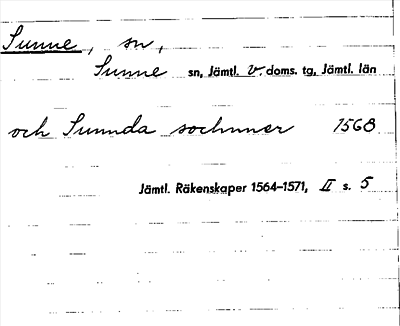 Sunne, sn,
Sunne sn, Jämtl. v. doms. tg, Jämtl. län
och Sunnda sochnner 1568
Jämtl. Räkenskaper 1564–1571, II s. 5